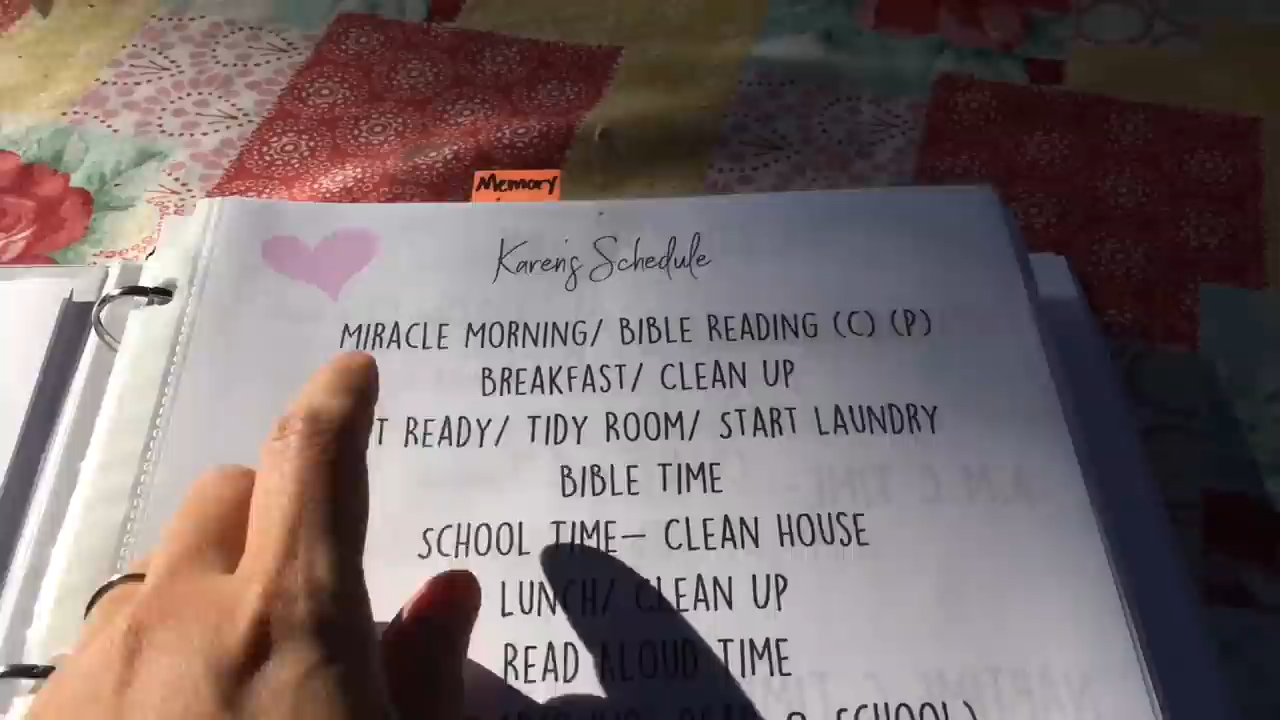 Memory
Karen's Schedule
MIRACLE MORNING/ BIBLE READING (C) (P)
BREAKFAST/ CLEAN UP
T READY/ TIDY ROOM/ START LAUNDRY
BIBLE TIME
SCHOOL TIME– CLEAN HOUSE
LUNCH/ CLEAN UP
READ ALOUD TIME
SCHOOL)